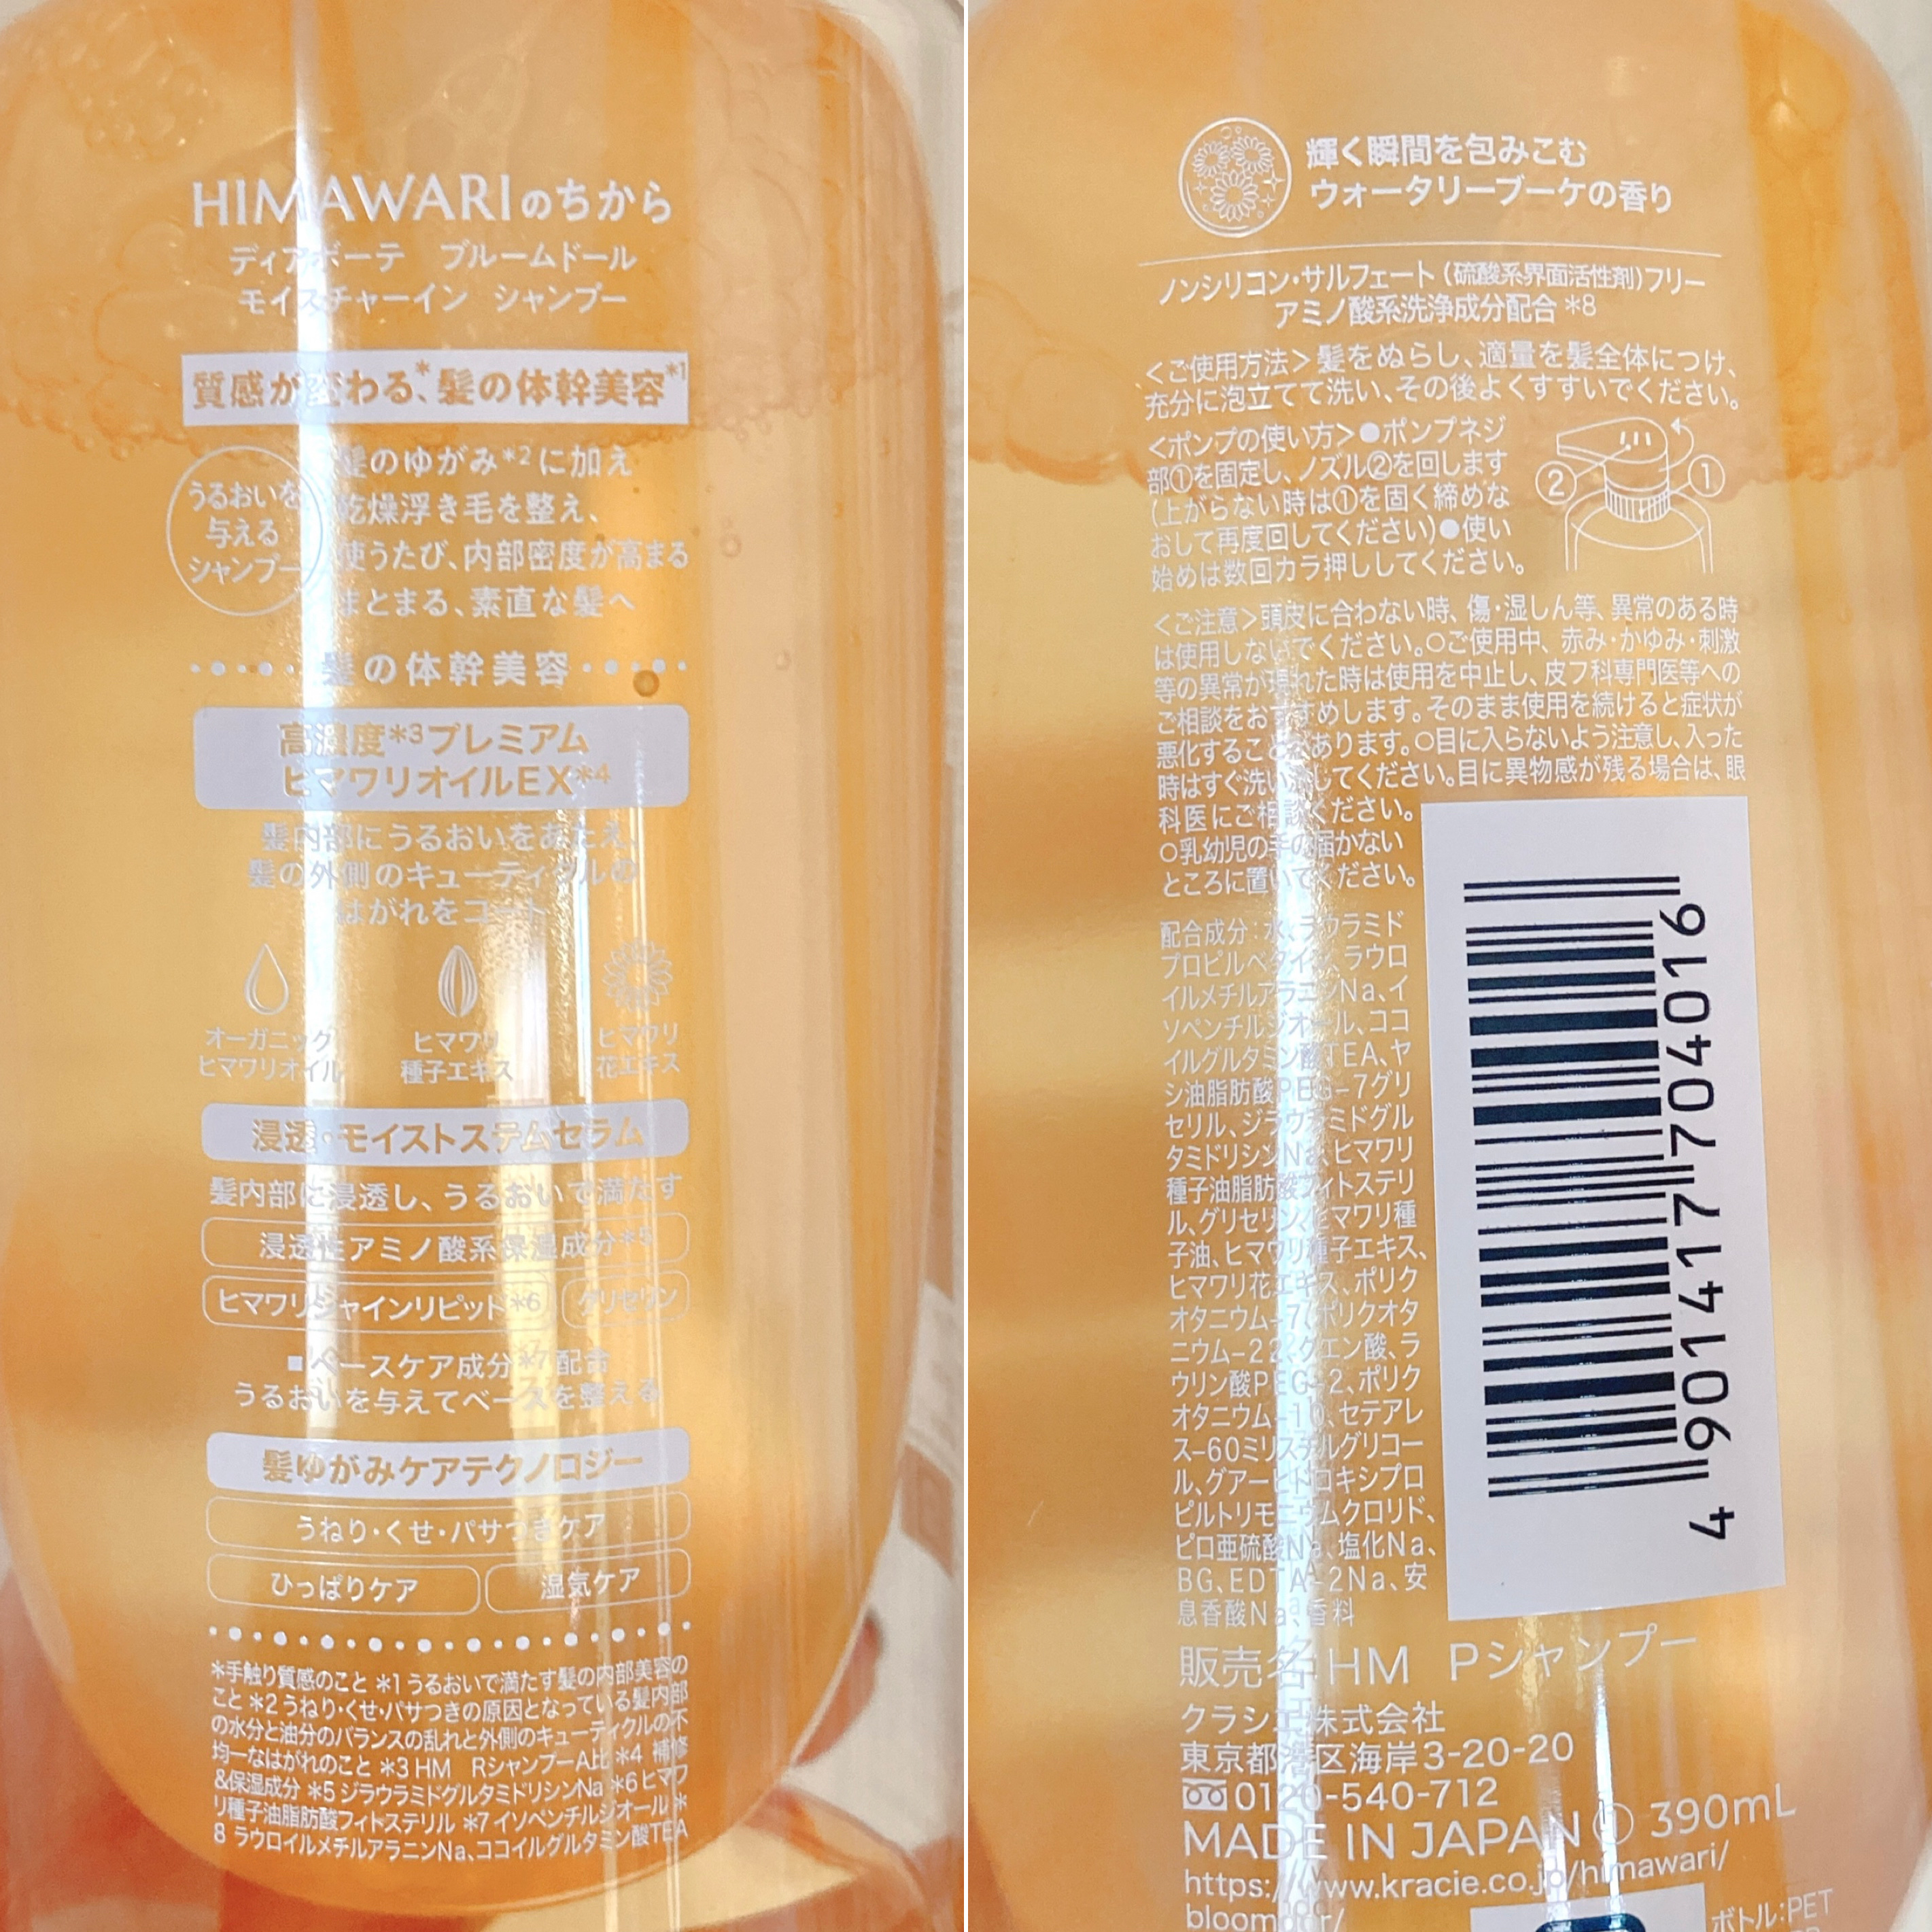 HIMAWARIのちから
ディアボーテ ブルームドール
モイスチャーイン シャンプー
質感が変わる*、髪の体幹美容*1
うるおいを
与える
シャンプー
髪のゆがみ*2に加え
乾燥浮き毛を整え、
使うたび、内部密度が高まる
まとまる、素直な髪へ
髪の体幹美容
高濃度*3プレミアム
ヒマワリオイルEX*4
髪内部にうるおいをあたえ、
髪の外側のキューティクルの
はがれをコート
オーガニック
ヒマワリオイル
ヒマワリ
種子エキス
ヒマワリ
花エキス
浸透・モイストステムセラム
髪内部に浸透し、うるおいで満たす
浸透性アミノ酸系保湿成分*5
ヒマワリシャインリピット*6 グリセリン
■ベースケア成分*7配合
うるおいを与えてベースを整える
髪ゆがみケアテクノロジー
うねり・くせ・パサつきケア
ひっぱりケア 湿気ケア
*手触り質感のこと *1 うるおいで満たす髪の内部美容の
こと *2 うねり・くせ・パサつきの原因となっている髪内部
の水分と油分のバランスの乱れと外側のキューティクルの不
均一なはがれのこと *3 HM RシャンプーA比 *4 補修
&保湿成分 *5 ジラウラミドグルタミドリシンNa *6 ヒマワ
リ種子油脂肪酸フィトステリル *7 イソペンチルジオール *
8 ラウロイルメチルアラニンNa、ココイルグルタミン酸TEA
輝く瞬間を包みこむ
ウォータリーブーケの香り
ノンシリコン・サルフェート(硫酸系界面活性剤)フリー
アミノ酸系洗浄成分配合 *8
<ご使用方法>髪をぬらし、適量を髪全体につけ、
充分に泡立てて洗い、その後よくすすいでください。
<ポンプの使い方>●ポンプネジ
部①を固定し、ノズル②を回します
(上がらない時は①を固く締めな
おして再度回してください)●使い
始めは数回カラ押ししてください。
② ①
<ご注意>頭皮に合わない時、傷・湿しん等、異常のある時
は使用しないでください。○ご使用中、赤み・かゆみ・刺激
等の異常が現れた時は使用を中止し、皮フ科専門医等への
ご相談をおすすめします。そのまま使用を続けると症状が
悪化することがあります。○目に入らないよう注意し、入った
時はすぐ洗い流してください。目に異物感が残る場合は、眼
科医にご相談ください。
○乳幼児の手の届かない
ところに置いてください。
配合成分:水、ラウラミド
プロピルベタイン、ラウロ
イルメチルアラニンNa、イ
ソペンチルジオール、ココ
イルグルタミン酸TEA、ヤ
シ油脂肪酸PEG-7グリ
セリル、ジラウラミドグル
タミドリシンNa、ヒマワリ
種子油脂肪酸フィトステリ
ル、グリセリン、ヒマワリ種
子油、ヒマワリ種子エキス、
ヒマワリ花エキス、ポリク
オタニウム-7、ポリクオタ
ニウム-22、クエン酸、ラ
ウリン酸PEG-2、ポリク
オタニウム-10、セテアレ
ス-60ミリスチルグリコー
ル、グアーヒドロキシプロ
ピルトリモニウムクロリド、
ピロ亜硫酸Na、塩化Na、
BG、EDTA-2Na、安
息香酸Na、香料
4 901417 704016
販売名:HM Pシャンプー
クラシエ株式会社
東京都港区海岸3-20-20
0120-540-712
MADE IN JAPAN ① 390mL
https://www.kracie.co.jp/himawari/
bloomdor/
ボトル:PET